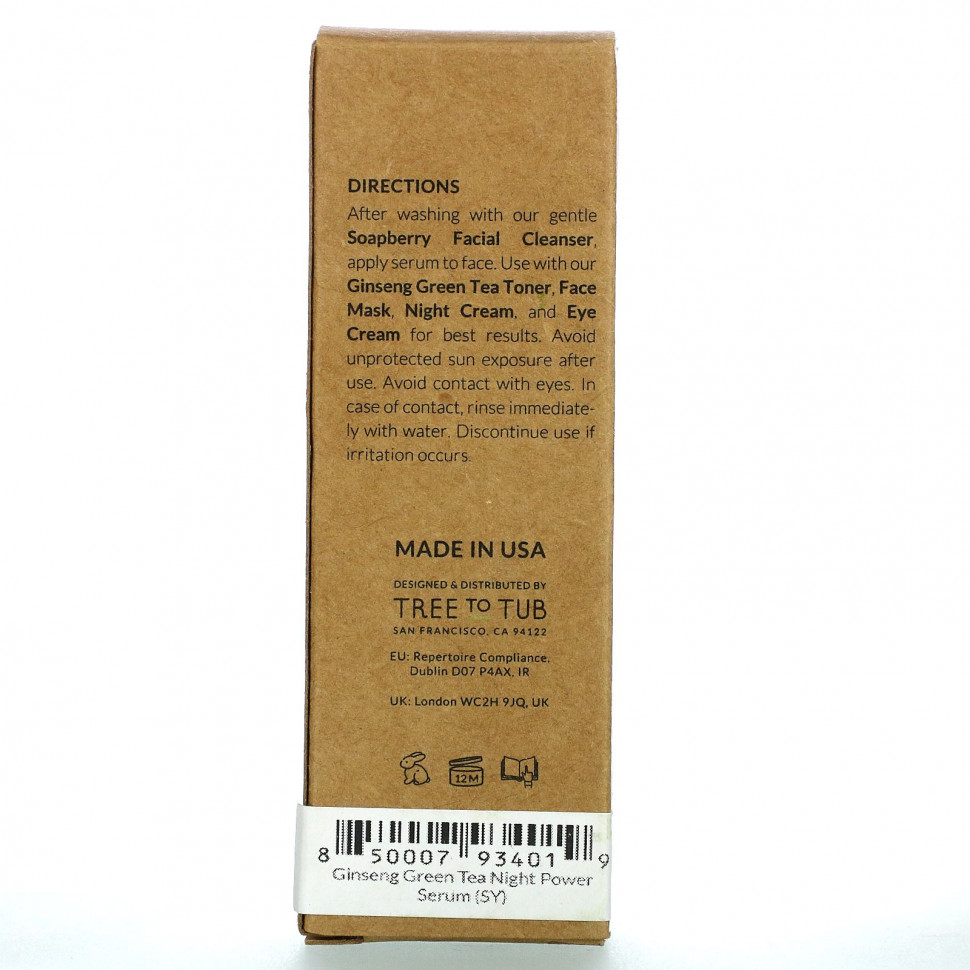 DIRECTIONS
After washing with our gentle
Soapberry Facial Cleanser,
apply serum to face. Use with our
Ginseng Green Tea Toner, Face
Mask, Night Cream, and Eye
Cream for best results. Avoid
unprotected sun exposure after
use. Avoid contact with eyes. In
case of contact, rinse immediate-
ly with water. Discontinue use if
irritation occurs.
MADE IN USA
DESIGNED & DISTRIBUTED BY
TREE TO TUB
SAN FRANCISCO, CA 94122
EU: Repertoire Compliance,
Dublin D07 P4AX, IR
UK: London WC2H 9JQ, UK
12M
8 50007 93401 9
Ginseng Green Tea Night Power
Serum (SY)